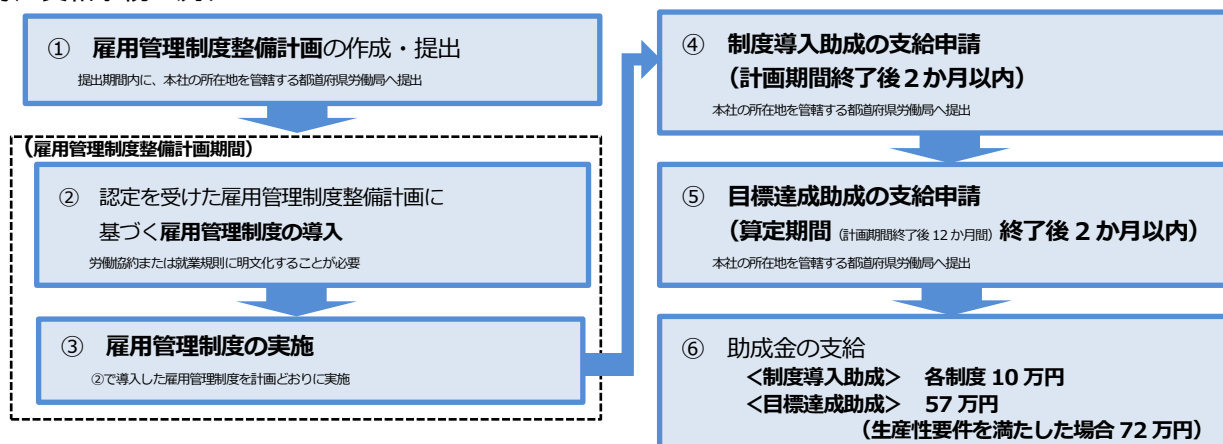 ① 雇用管理制度整備計画の作成・提出
提出期間内に、本社の所在地を管轄する都道府県労働局へ提出
(雇用管理制度整備計画期間)
② 認定を受けた雇用管理制度整備計画に
基づく雇用管理制度の導入
労働協約または就業規則に明文化することが必要
③ 雇用管理制度の実施
②で導入した雇用管理制度を計画どおりに実施
④ 制度導入助成の支給申請
(計画期間終了後2か月以内)
本社の所在地を管轄する都道府県労働局へ提出
⑤ 目標達成助成の支給申請
(算定期間 (計画期間終了後 12 か月間) 終了後 2 か月以内)
本社の所在地を管轄する都道府県労働局へ提出
⑥ 助成金の支給
<制度導入助成> 各制度 10 万円
<目標達成助成> 57 万円
(生産性要件を満たした場合 72 万円)